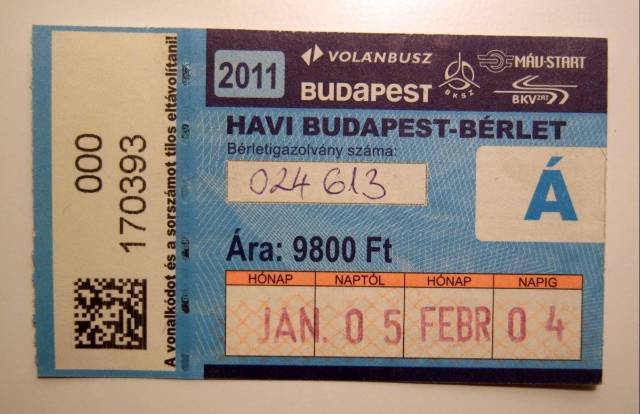 000
170393
A vonalkódot és a sorszámot tilos eltávolítani!
2011
VOLÁNBUSZ
BUDAPEST
BKSZ
MÁV-START
BKV ZRT
HAVI BUDAPEST-BÉRLET
Bérletigazolvány száma:
024613
Á
Ára: 9800 Ft
HÓNAP NAPTÓL HÓNAP NAPIG
JAN. 05 FEBR 04